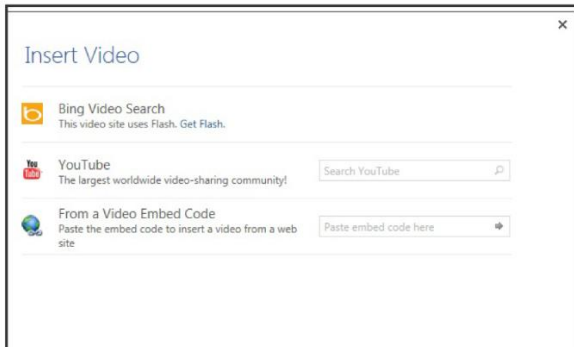 Insert Video
Bing Video Search
This video site uses Flash. Get Flash.
You
Tube
YouTube
The largest worldwide video-sharing community!
Search YouTube
From a Video Embed Code
Paste the embed code to insert a video from a web
site
Paste embed code here